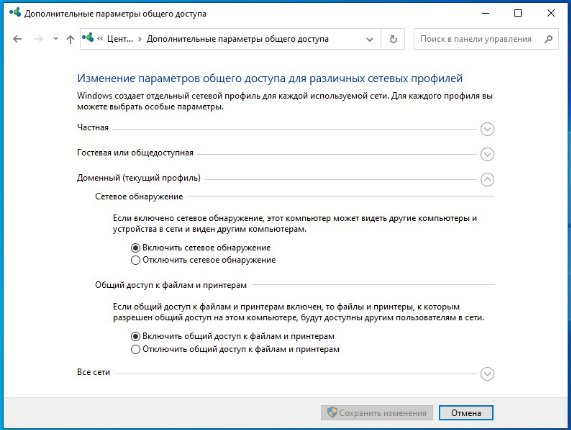 Дополнительные параметры общего доступа
« Цент... › Дополнительные параметры общего доступа
Поиск в панели управления
Изменение параметров общего доступа для различных сетевых профилей
Windows создает отдельный сетевой профиль для каждой используемой сети. Для каждого профиля вы
можете выбрать особые параметры.
Частная
Гостевая или общедоступная
Доменный (текущий профиль)
Сетевое обнаружение
Если включено сетевое обнаружение, этот компьютер может видеть другие компьютеры и
устройства в сети и виден другим компьютерам.
Включить сетевое обнаружение
Отключить сетевое обнаружение
Общий доступ к файлам и принтерам
Если общий доступ к файлам и принтерам включен, то файлы и принтеры, к которым
разрешен общий доступ на этом компьютере, будут доступны другим пользователям в сети.
Включить общий доступ к файлам и принтерам
Отключить общий доступ к файлам и принтерам
Все сети
Сохранить изменения
Отмена